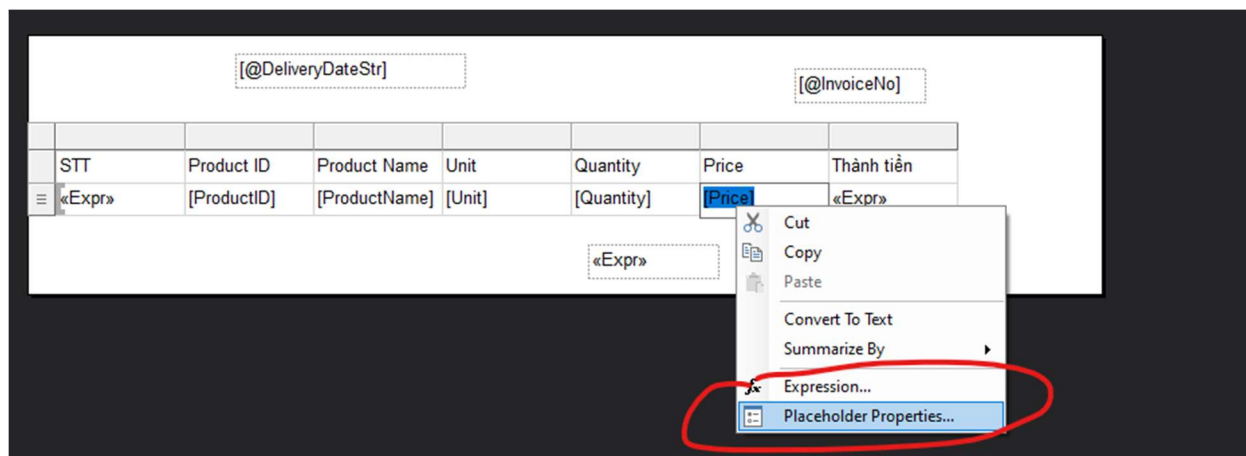 [@DeliveryDateStr]
[@InvoiceNo]
STT Product ID Product Name Unit Quantity Price Thành tiền
«Expr» [ProductID] [ProductName] [Unit] [Quantity] [Price] «Expr»
«Expr»
Cut
Copy
Paste
Convert To Text
Summarize By
fx Expression...
Placeholder Properties...